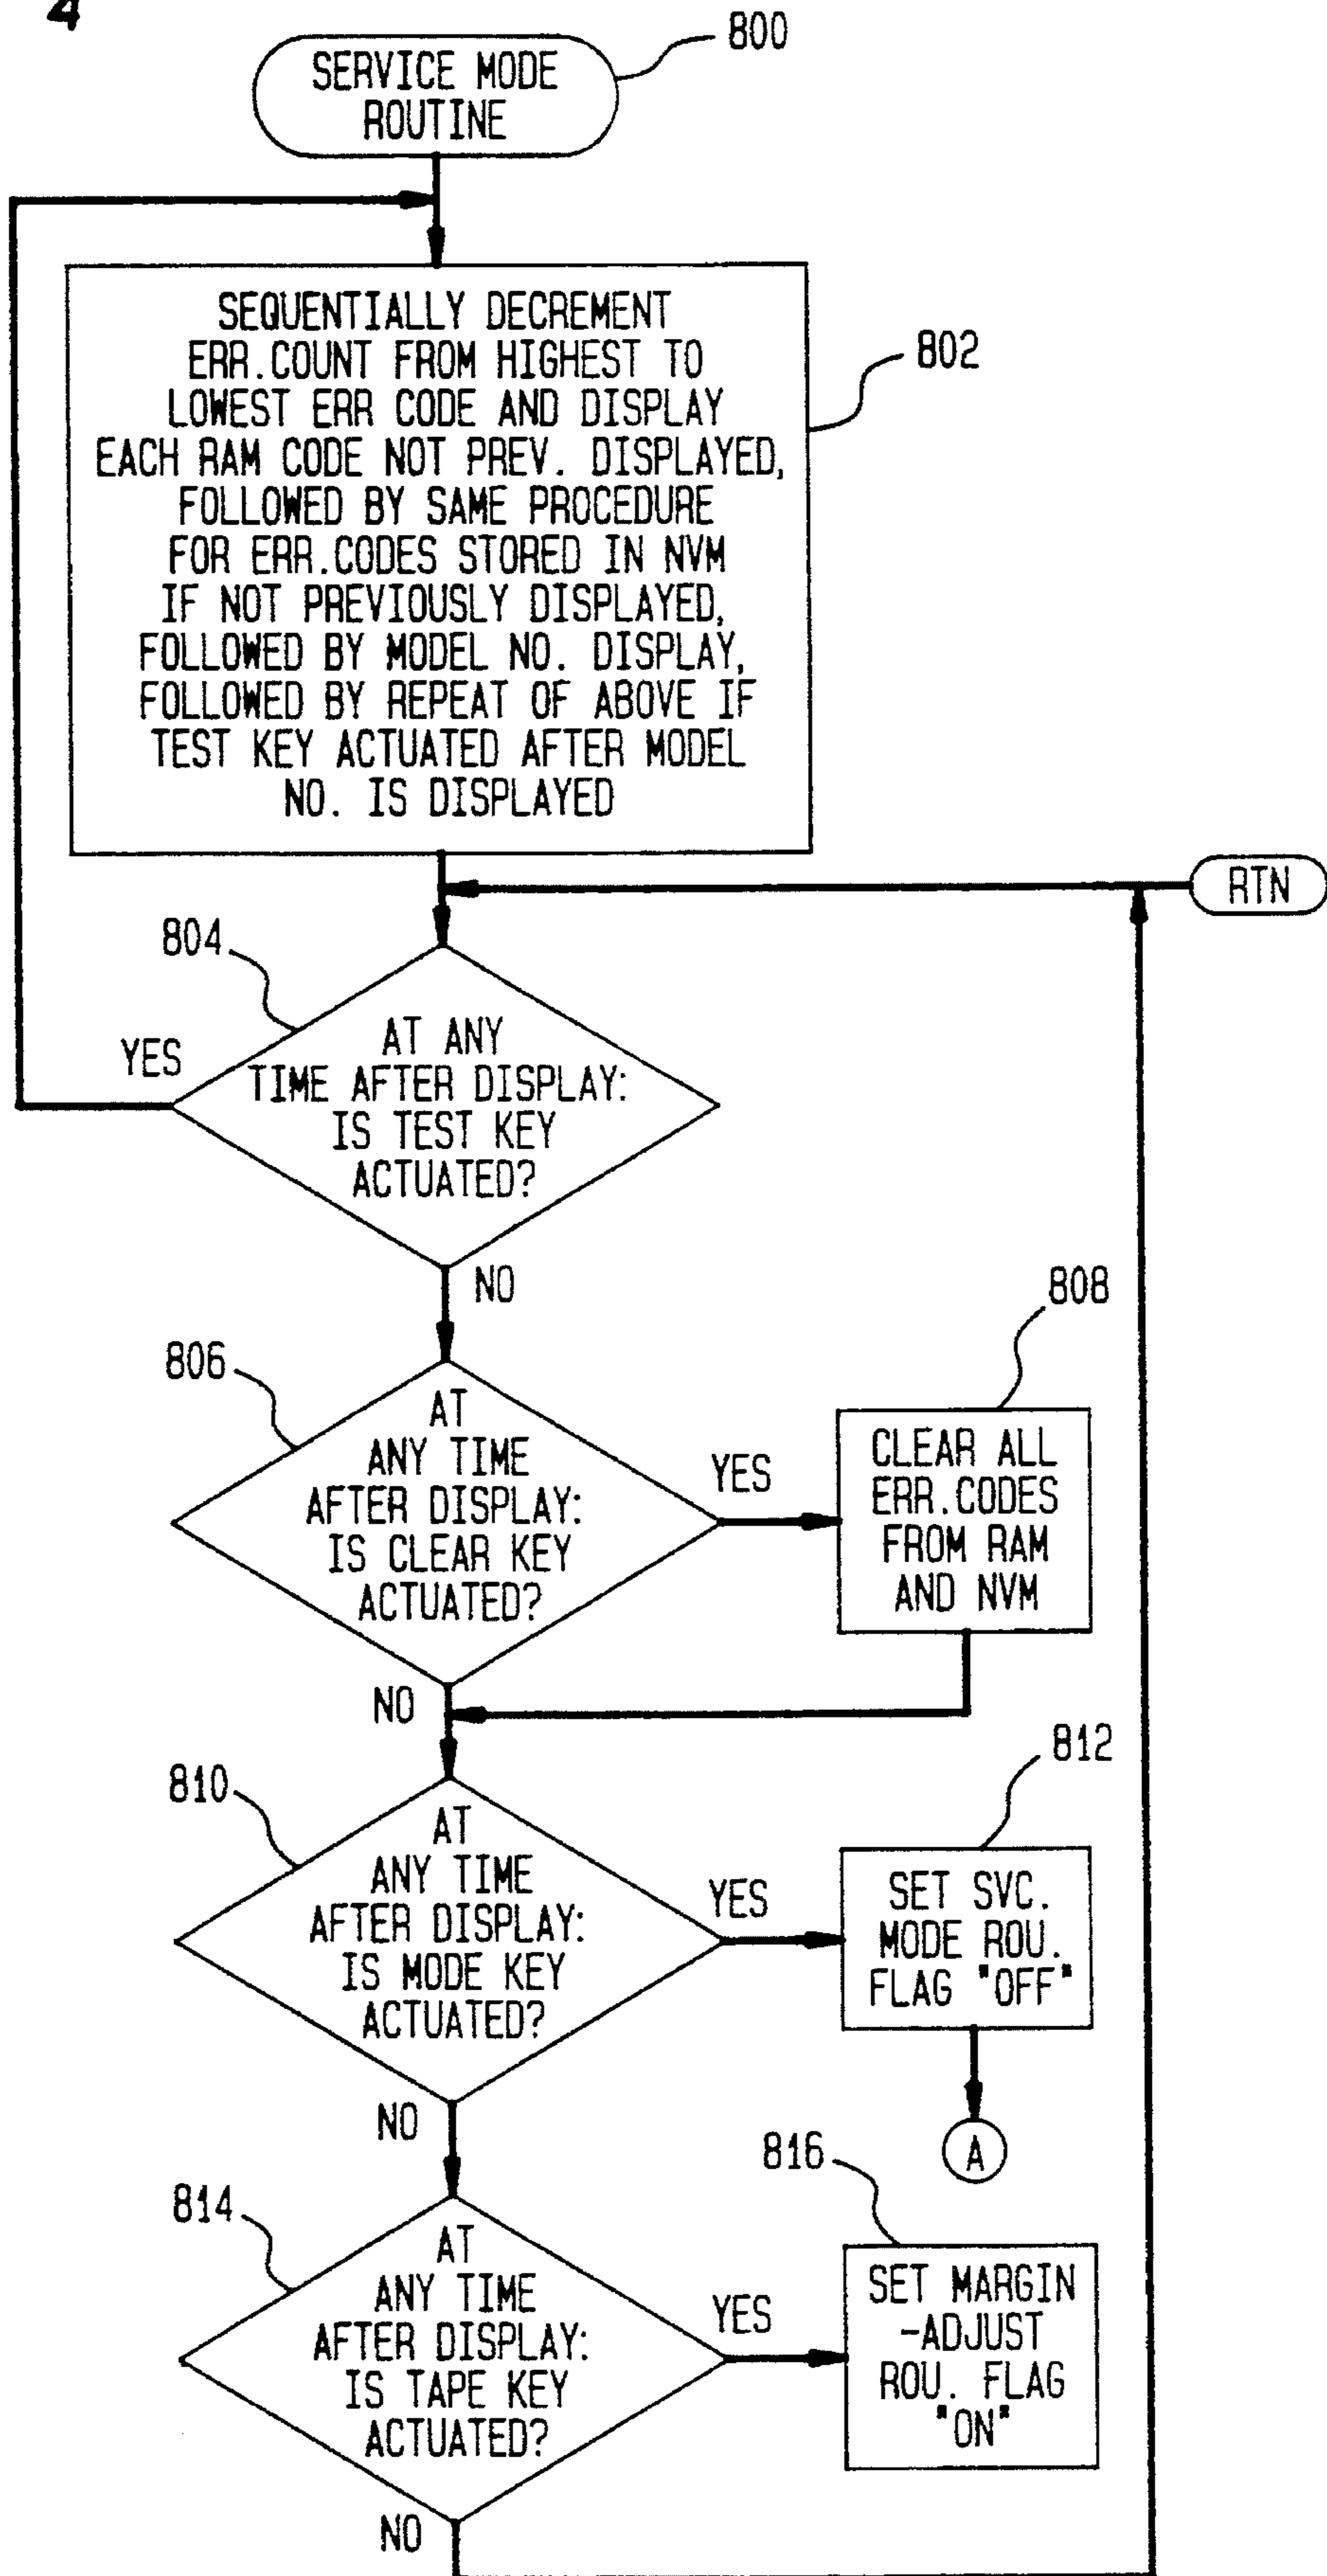 4
800
SERVICE MODE
ROUTINE
SEQUENTIALLY DECREMENT
ERR.COUNT FROM HIGHEST TO
LOWEST ERR CODE AND DISPLAY
EACH RAM CODE NOT PREV. DISPLAYED,
FOLLOWED BY SAME PROCEDURE
FOR ERR.CODES STORED IN NVM
IF NOT PREVIOUSLY DISPLAYED,
FOLLOWED BY MODEL NO. DISPLAY,
FOLLOWED BY REPEAT OF ABOVE IF
TEST KEY ACTUATED AFTER MODEL
NO. IS DISPLAYED
802
RTN
804
YES
AT ANY
TIME AFTER DISPLAY:
IS TEST KEY
ACTUATED?
NO
806
AT
ANY TIME
AFTER DISPLAY:
IS CLEAR KEY
ACTUATED?
YES
808
CLEAR ALL
ERR.CODES
FROM RAM
AND NVM
NO
810
AT
ANY TIME
AFTER DISPLAY:
IS MODE KEY
ACTUATED?
YES
812
SET SVC.
MODE ROU.
FLAG "OFF"
A
NO
814
AT
ANY TIME
AFTER DISPLAY:
IS TAPE KEY
ACTUATED?
YES
816
SET MARGIN
-ADJUST
ROU. FLAG
"ON"
NO